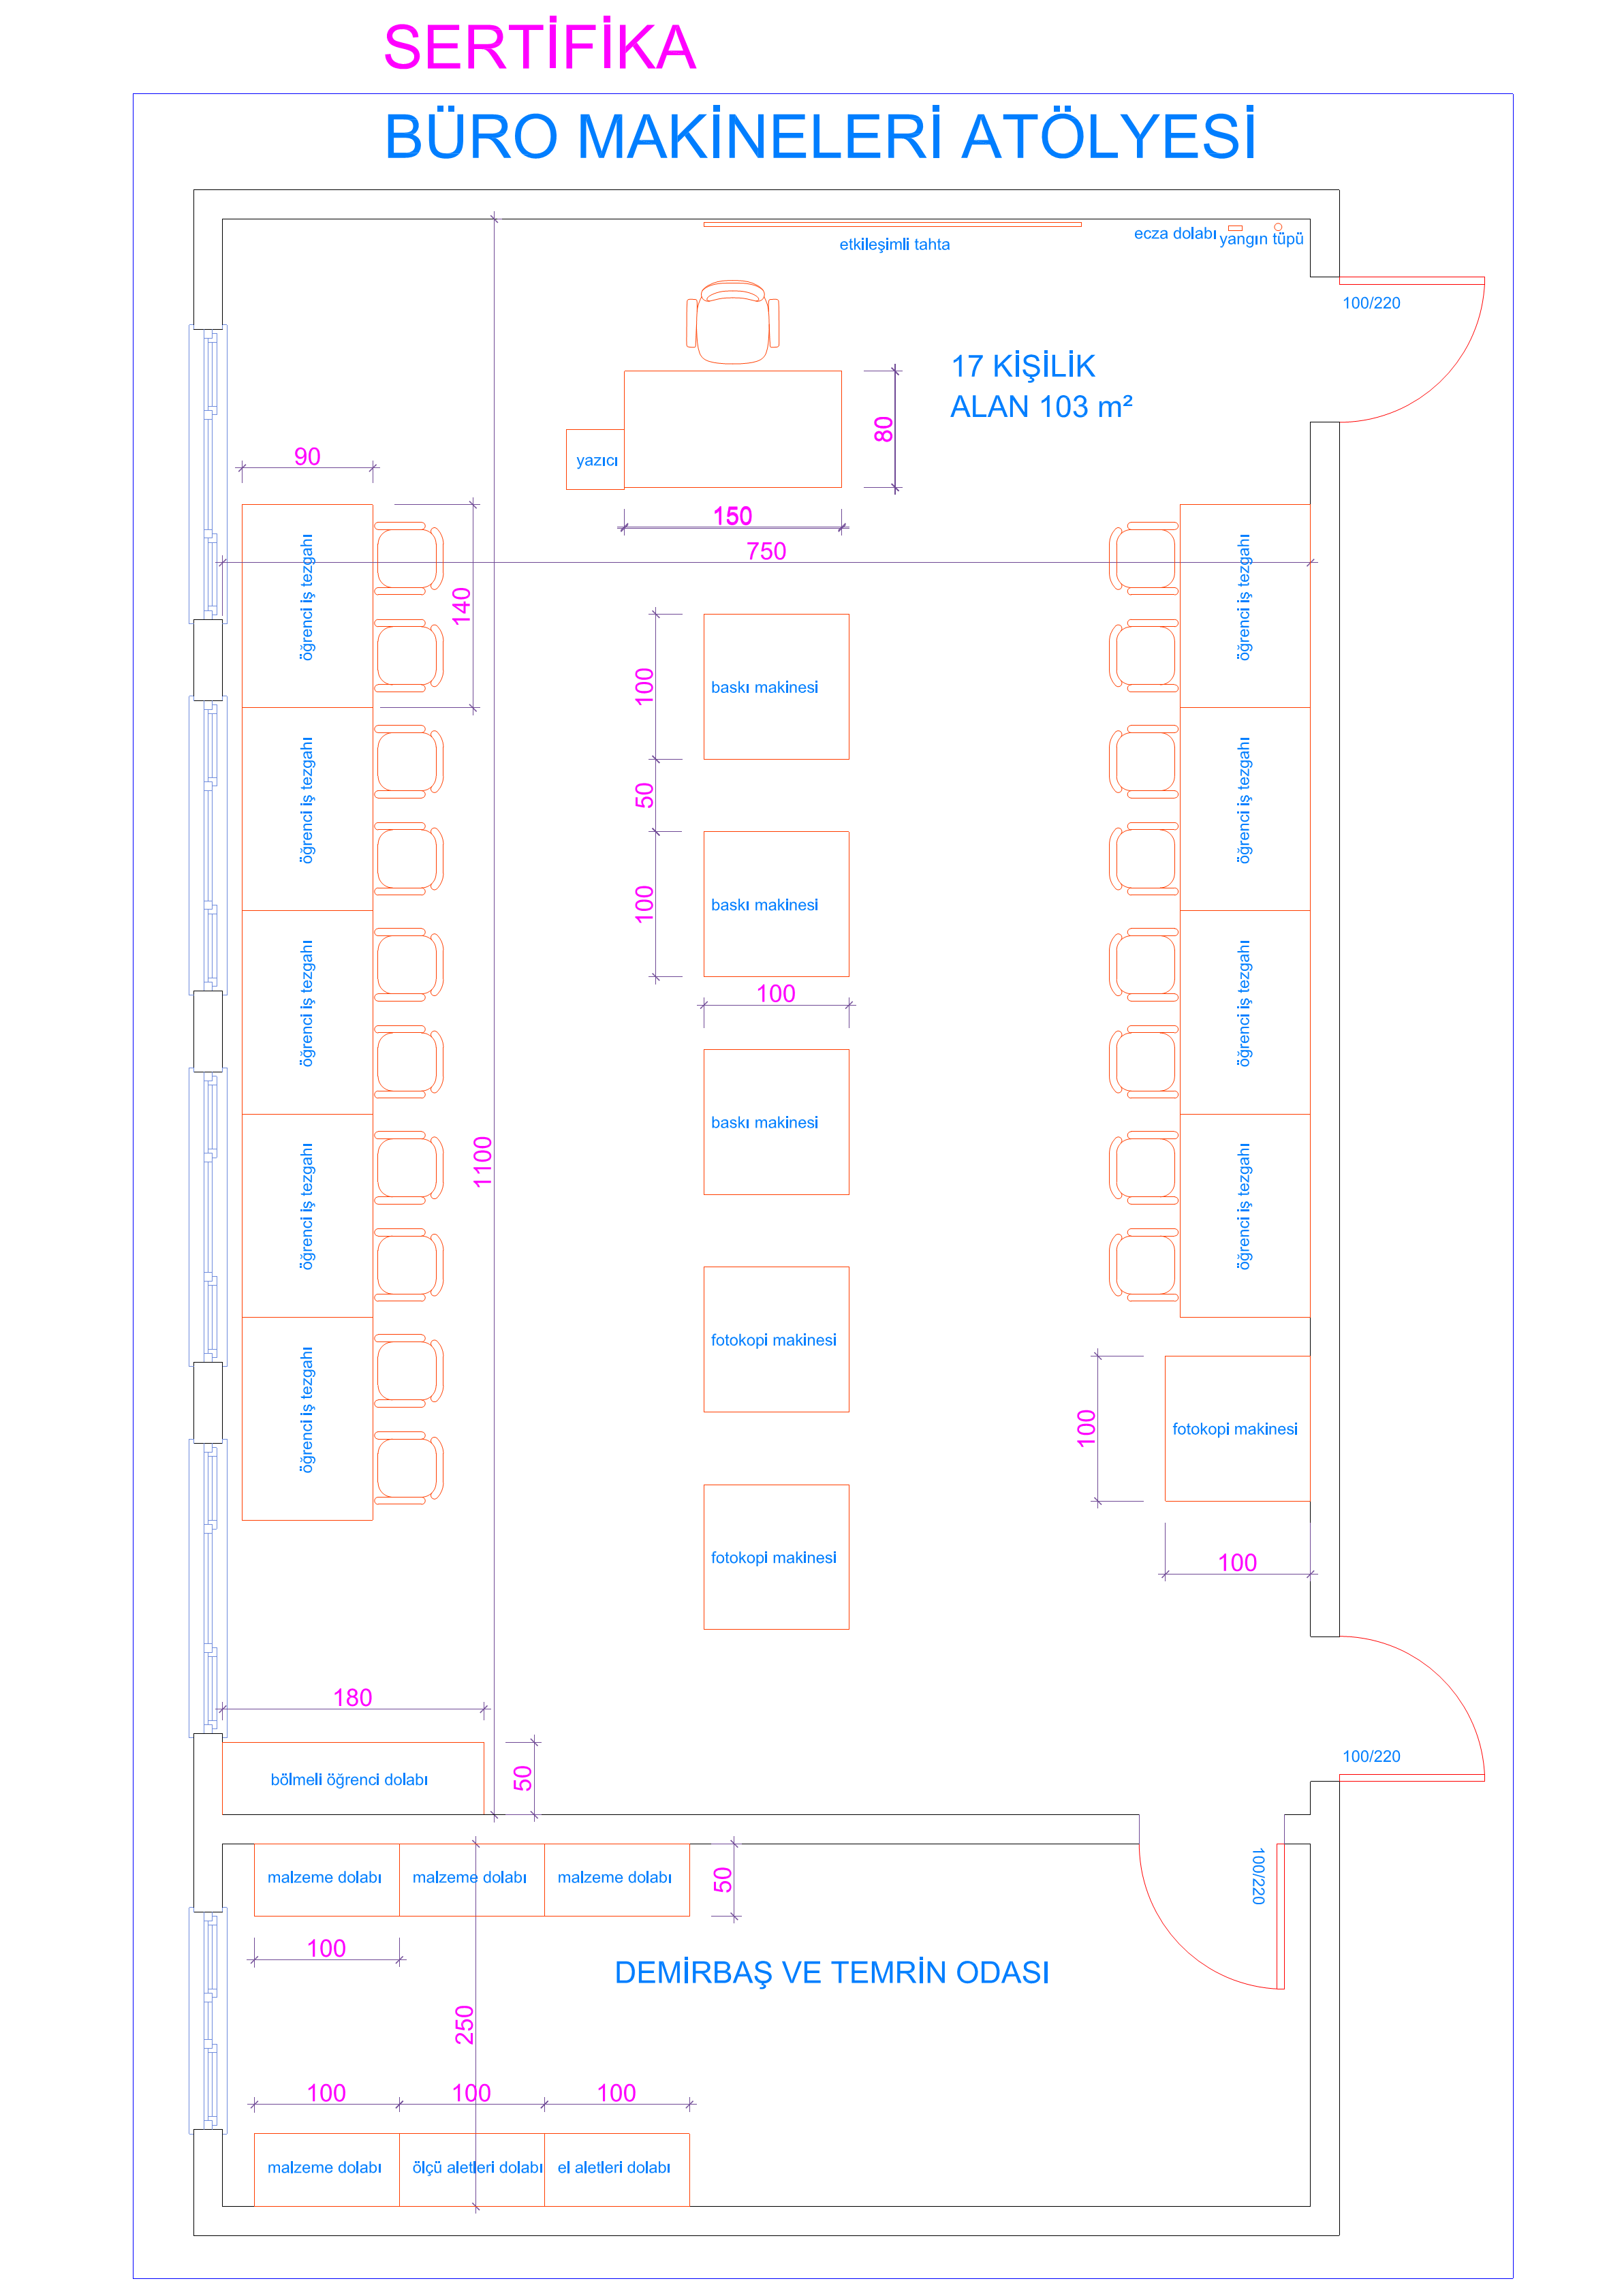 SERTİFİKA
BÜRO MAKİNELERİ ATÖLYESİ
etkileşimli tahta
ecza dolabı
yangın tüpü
100/220
17 KİŞİLİK
ALAN 103 m²
80
yazıcı
90
150
750
140
öğrenci iş tezgahı
öğrenci iş tezgahı
öğrenci iş tezgahı
öğrenci iş tezgahı
öğrenci iş tezgahı
1100
100
baskı makinesi
50
100
baskı makinesi
100
baskı makinesi
fotokopi makinesi
fotokopi makinesi
öğrenci iş tezgahı
öğrenci iş tezgahı
öğrenci iş tezgahı
öğrenci iş tezgahı
100
fotokopi makinesi
100
180
bölmeli öğrenci dolabı
50
100/220
malzeme dolabı
malzeme dolabı
malzeme dolabı
50
100/220
100
DEMİRBAŞ VE TEMRİN ODASI
250
100
100
100
malzeme dolabı
ölçü aletleri dolabı
el aletleri dolabı